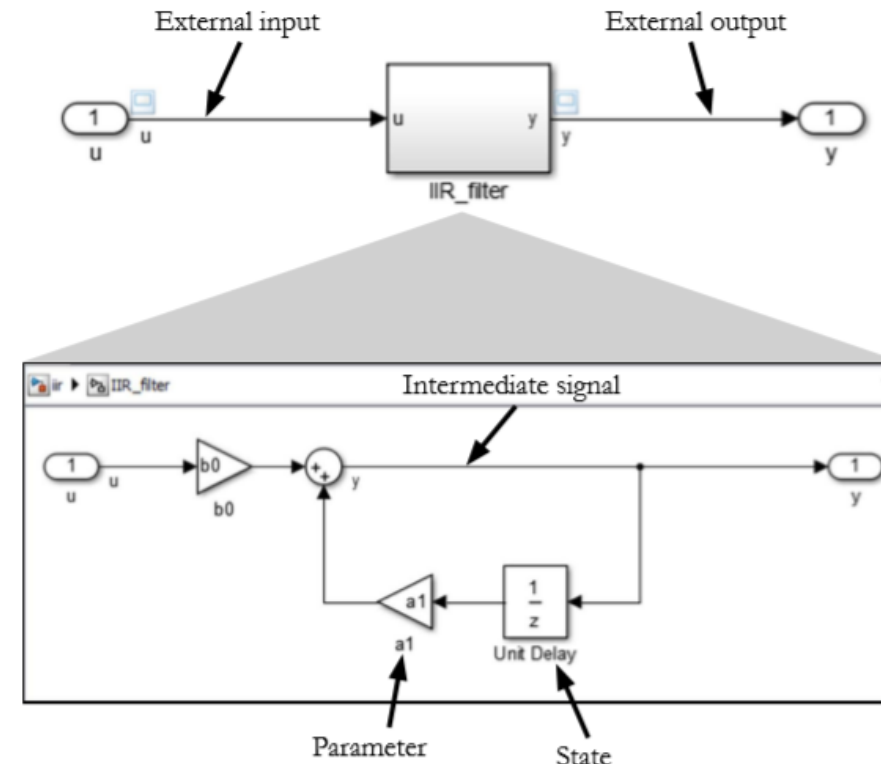 External input
External output
1
u
u
u
y
IIR_filter
y
1
y
iir IIR_filter
Intermediate signal
1
u
u
b0
b0
++
y
1
y
a1
a1
1
z
Unit Delay
Parameter
State